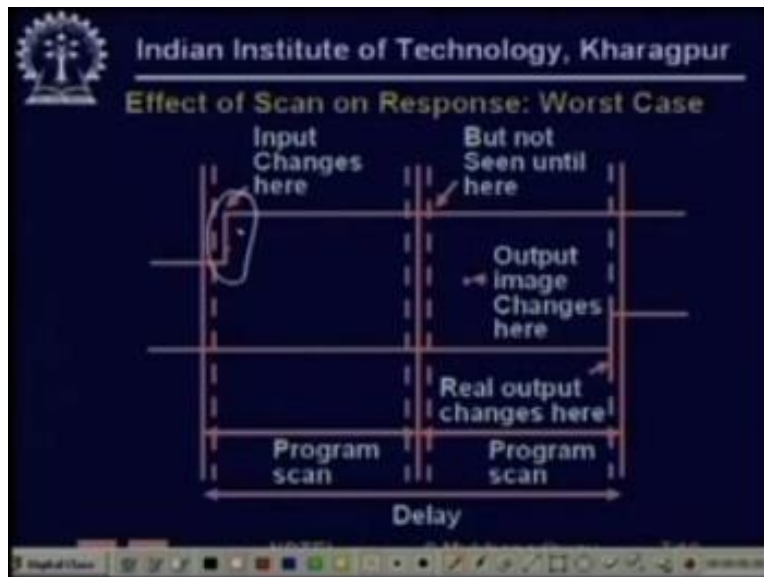 Indian Institute of Technology, Kharagpur
Effect of Scan on Response: Worst Case
Input
Changes
here
But not
Seen until
here
Output
image
Changes
here
Real output
changes here
Program
scan
Program
scan
Delay